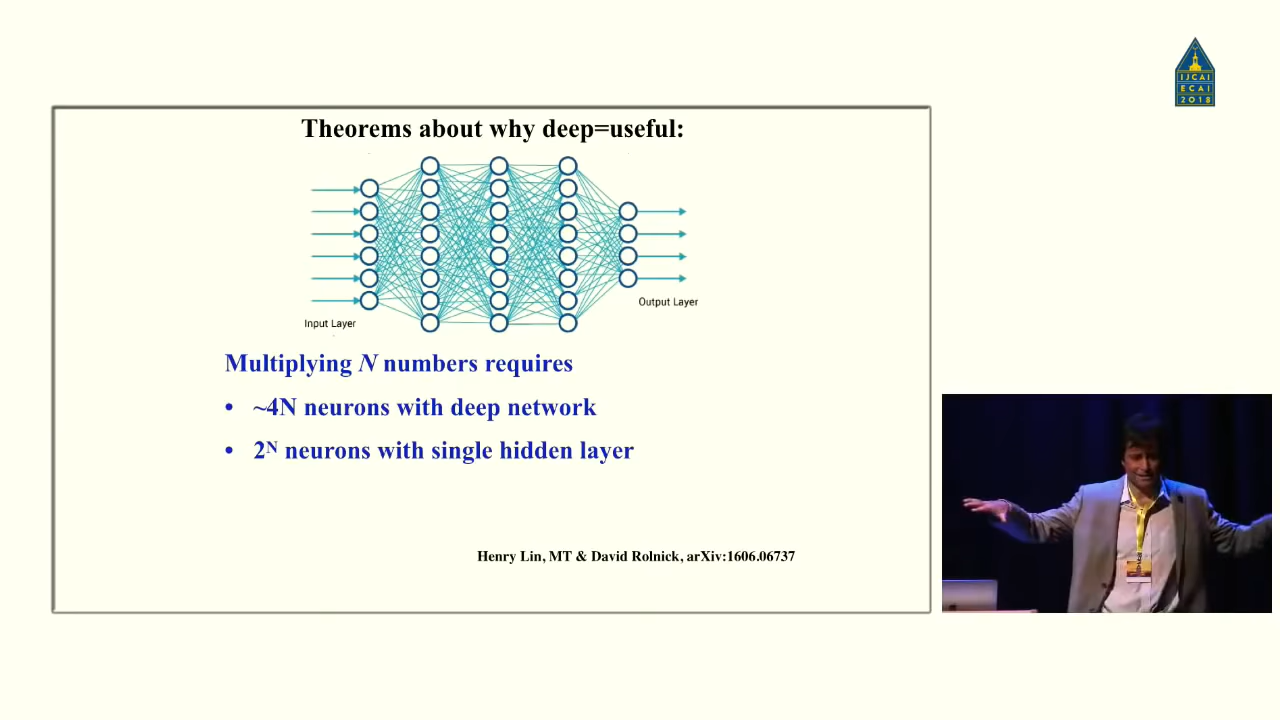 IJCAI
ECAI
2018
Theorems about why deep=useful:
Input Layer
Output Layer
Multiplying N numbers requires
• ~4N neurons with deep network
• 2ᴺ neurons with single hidden layer
Henry Lin, MT & David Rolnick, arXiv:1606.06737